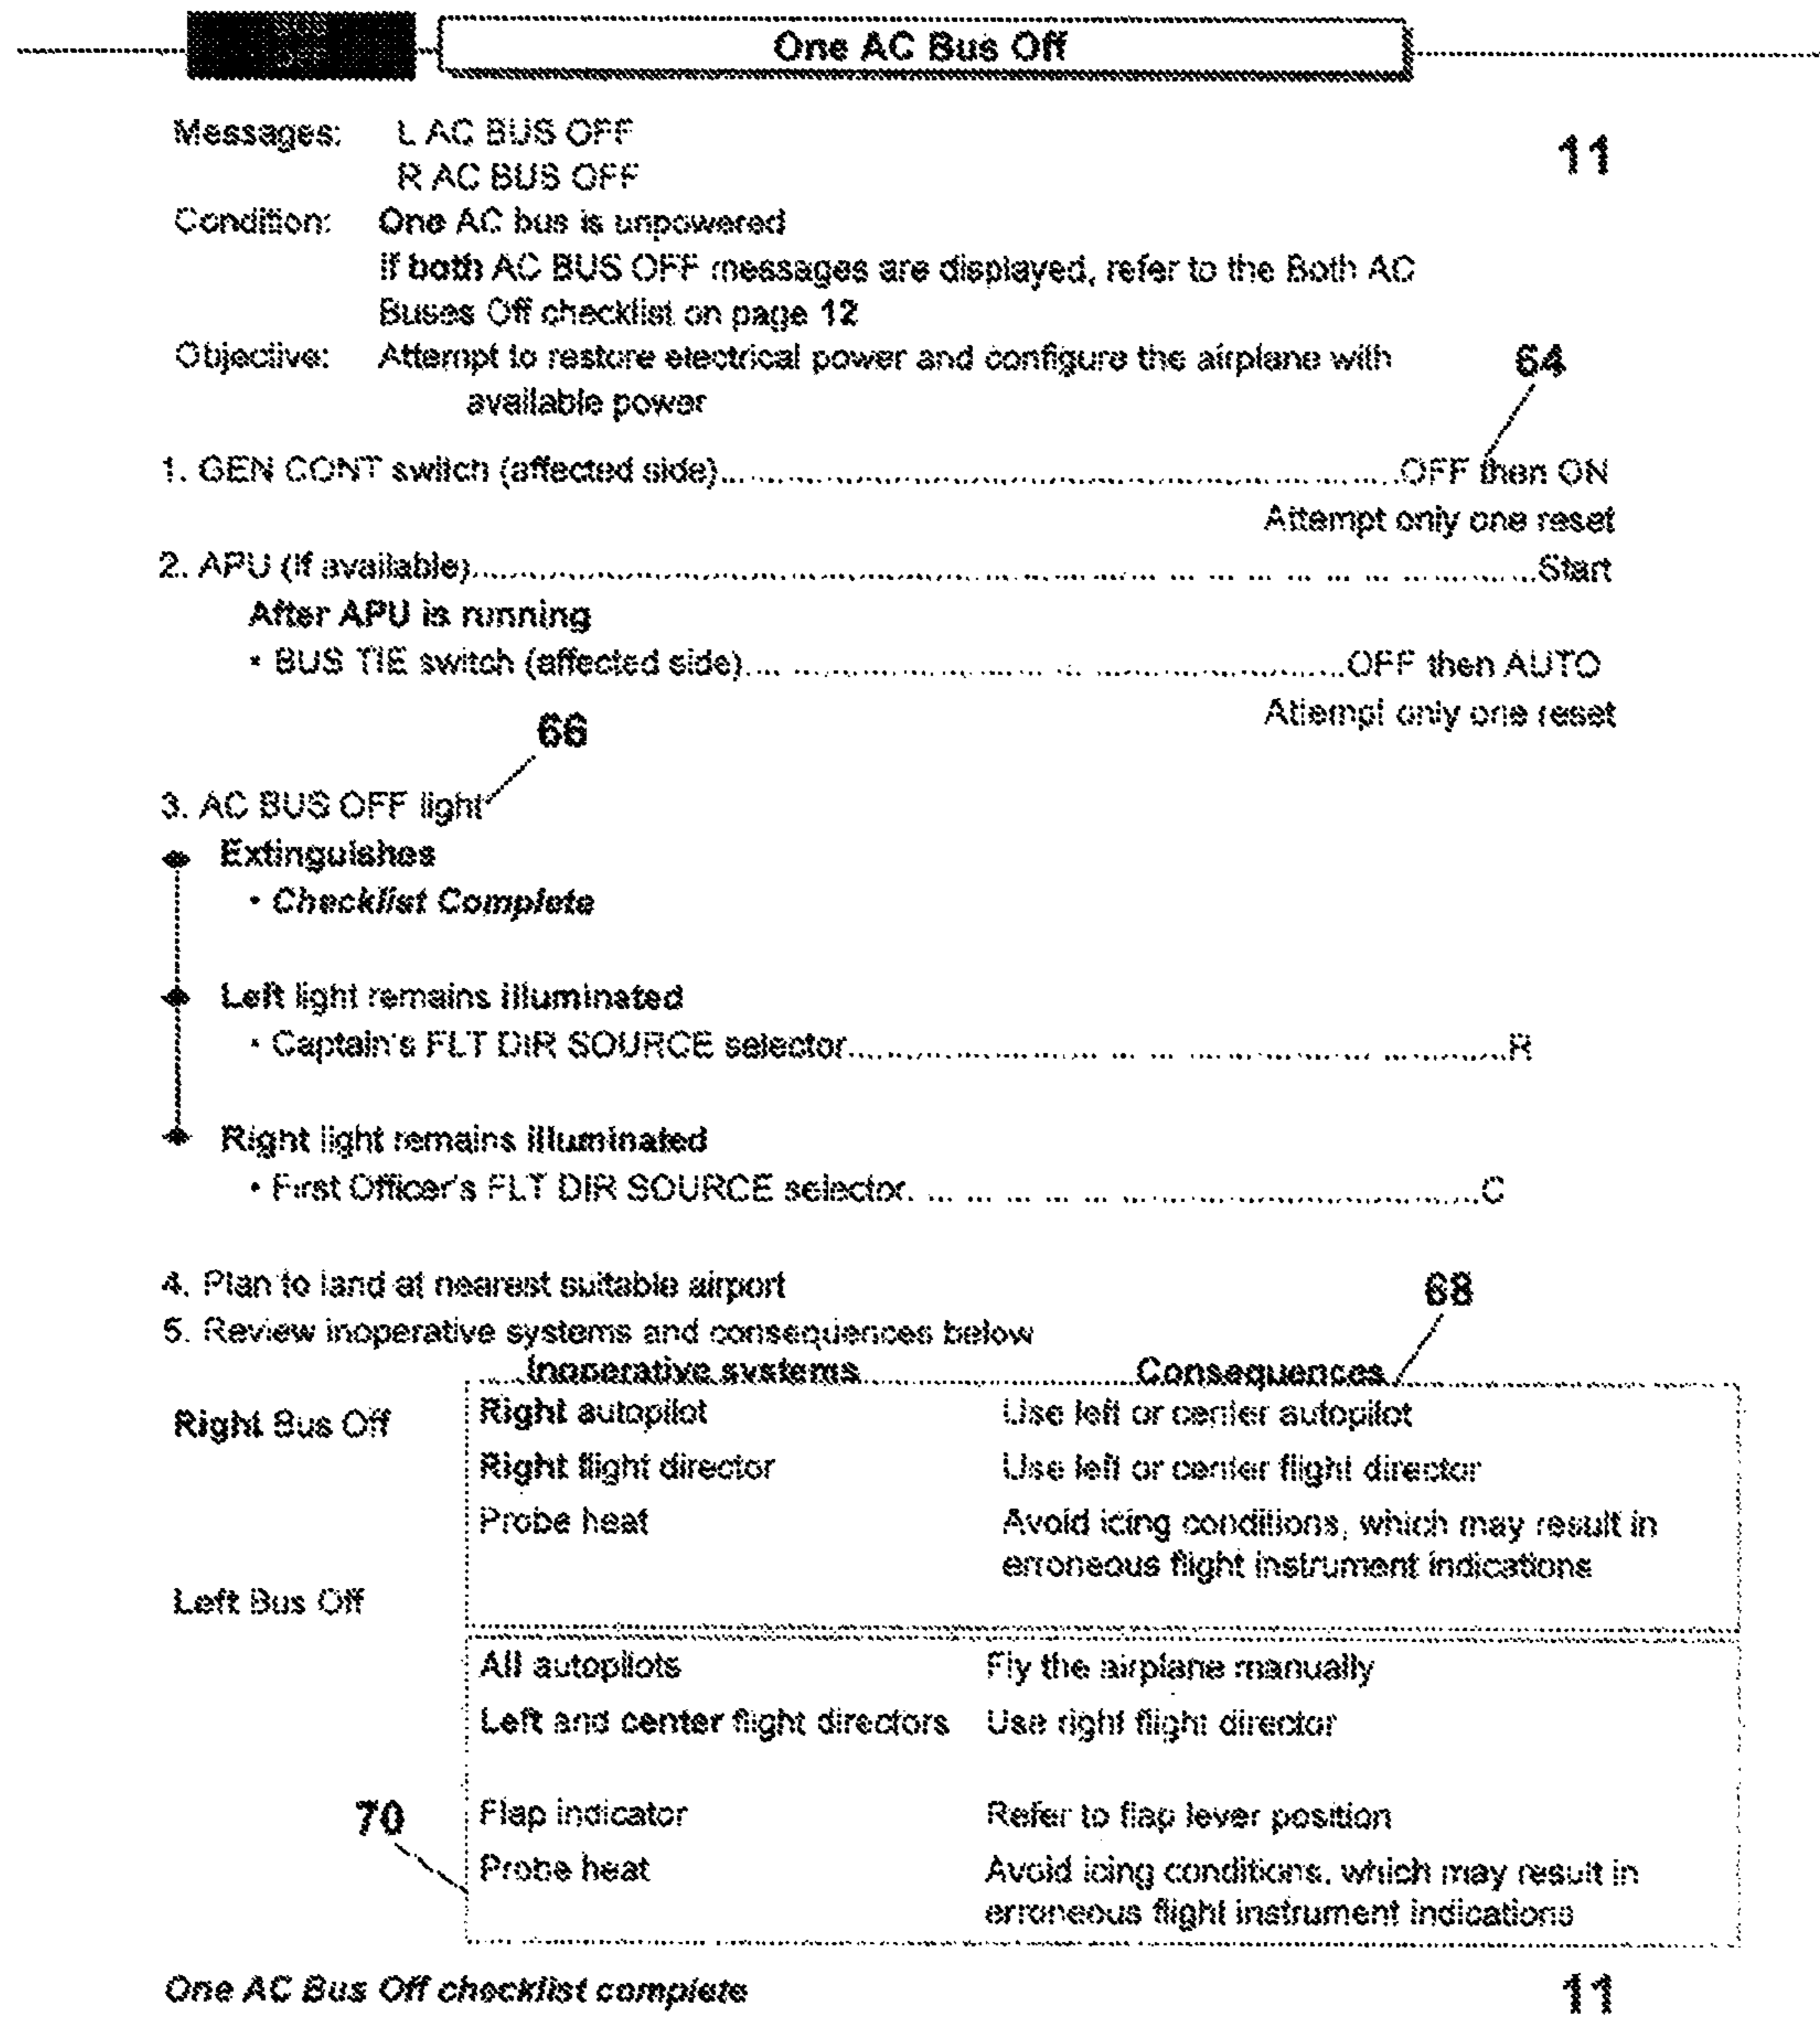 One AC Bus Off
Messages: L AC BUS OFF
R AC BUS OFF
11
Condition: One AC bus is unpowered
If both AC BUS OFF messages are displayed, refer to the Both AC
Buses Off checklist on page 12
Objective: Attempt to restore electrical power and configure the airplane with
available power
64
1. GEN CONT switch (affected side)........OFF then ON
Attempt only one reset
2. APU (if available)........Start
After APU is running
• BUS TIE switch (affected side)........OFF then AUTO
Attempt only one reset
66
3. AC BUS OFF light
Extinguishes
• Checklist Complete
Left light remains illuminated
• Captain's FLT DIR SOURCE selector........R
Right light remains illuminated
• First Officer's FLT DIR SOURCE selector........C
4. Plan to land at nearest suitable airport
68
5. Review inoperative systems and consequences below
Inoperative systems Consequences
Right Bus Off Right autopilot Use left or center autopilot
Right flight director Use left or center flight director
Probe heat Avoid icing conditions, which may result in
erroneous flight instrument indications
Left Bus Off
All autopilots Fly the airplane manually
Left and center flight directors Use right flight director
70
Flap indicator Refer to flap lever position
Probe heat Avoid icing conditions, which may result in
erroneous flight instrument indications
One AC Bus Off checklist complete 11